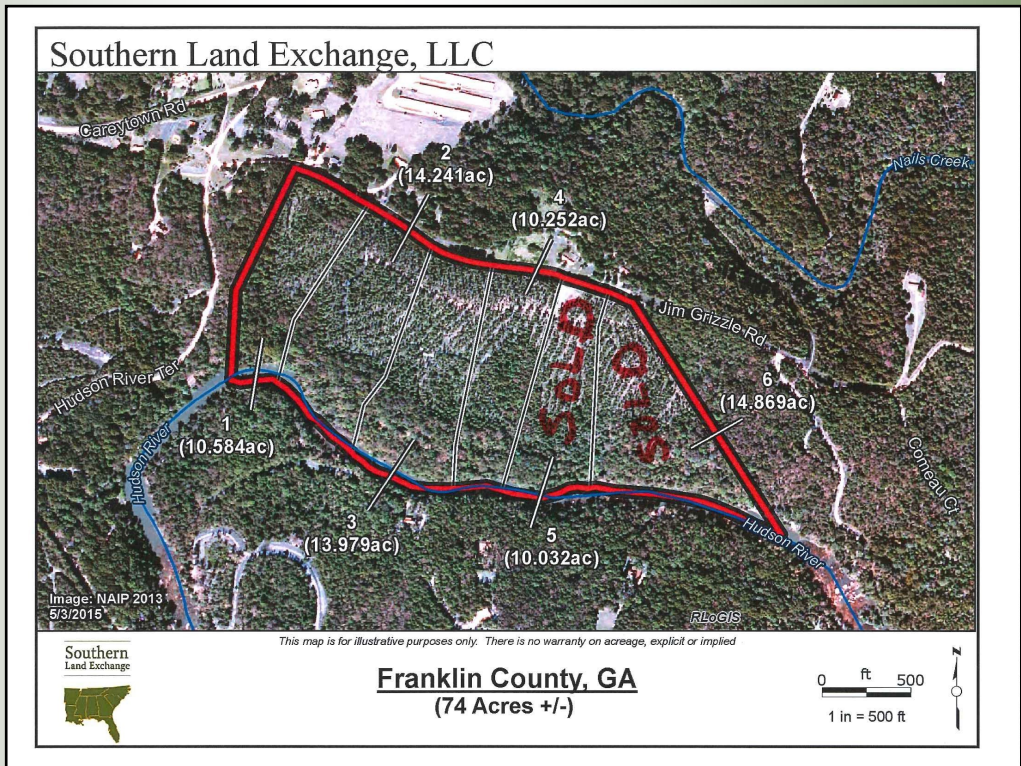 Southern Land Exchange, LLC
Careytown Rd
2
(14.241ac)
4
(10.252ac)
Nails Creek
SOLD
SOLD
Jim Grizzle Rd
Hudson River Ter
6
(14.869ac)
1
(10.584ac)
Hudson River
Comeau Ct
3
(13.979ac)
5
(10.032ac)
Hudson River
Image: NAIP 2013
5/3/2015
RLoGIS
This map is for illustrative purposes only. There is no warranty on acreage, explicit or implied
Southern
Land Exchange
Franklin County, GA
(74 Acres +/-)
0 ft 500
1 in = 500 ft
N